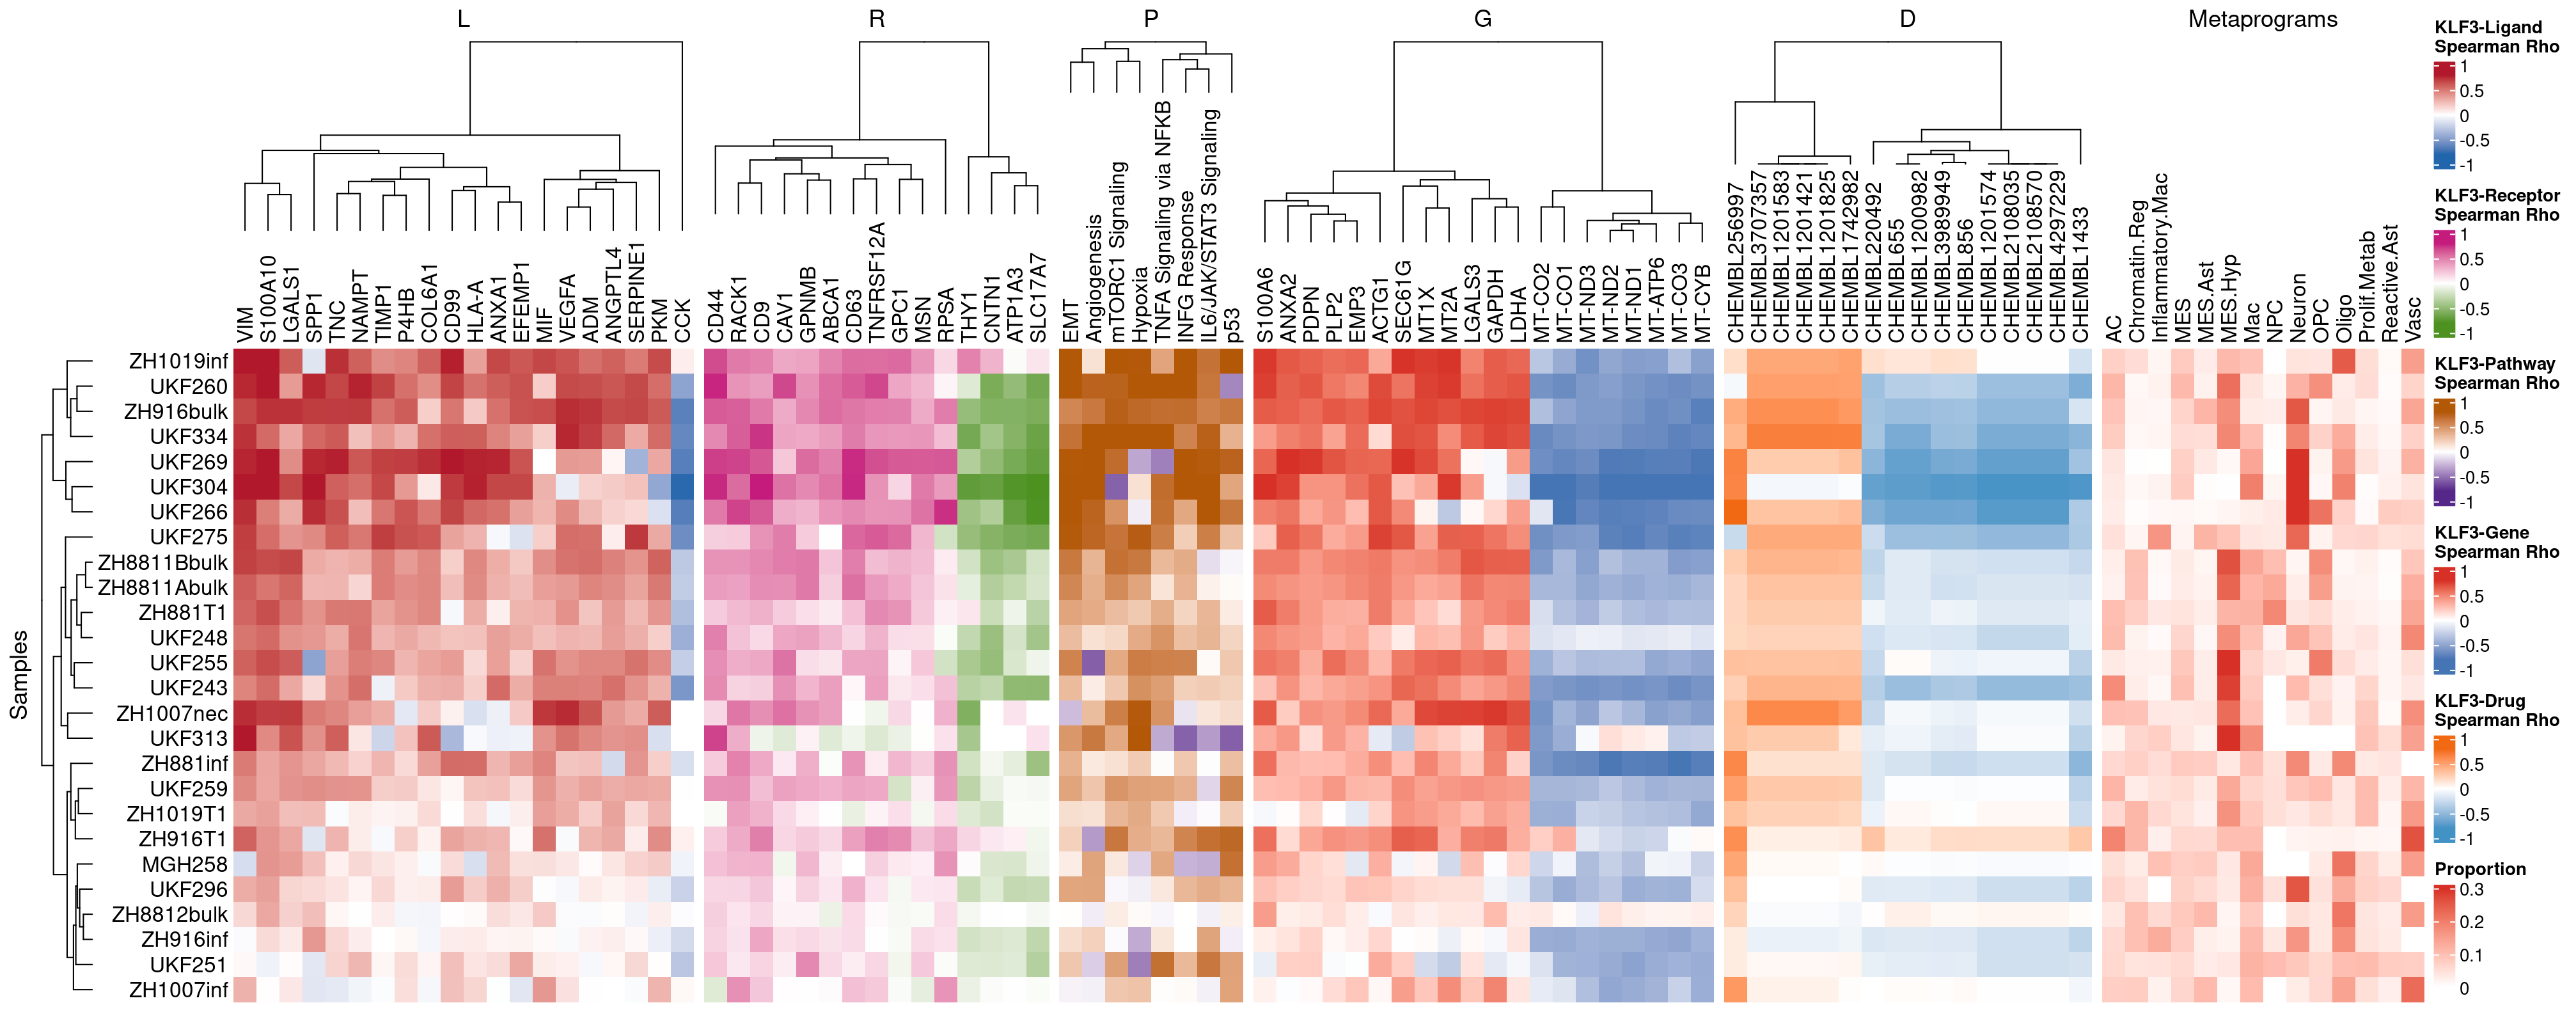 L
R
P
G
D
Metaprograms
VIM
S100A10
LGALS1
SPP1
TNC
NAMPT
TIMP1
P4HB
COL6A1
CD99
HLA-A
ANXA1
EFEMP1
MIF
VEGFA
ADM
ANGPTL4
SERPINE1
PKM
CCK
CD44
RACK1
CD9
CAV1
GPNMB
ABCA1
CD63
TNFRSF12A
GPC1
MSN
RPSA
THY1
CNTN1
ATP1A3
SLC17A7
EMT
Angiogenesis
mTORC1 Signaling
Hypoxia
TNFA Signaling via NFKB
INFG Response
IL6/JAK/STAT3 Signaling
p53
S100A6
ANXA2
PDPN
PLP2
EMP3
ACTG1
SEC61G
MT1X
MT2A
LGALS3
GAPDH
LDHA
MT-CO2
MT-CO1
MT-ND3
MT-ND2
MT-ND1
MT-ATP6
MT-CO3
MT-CYB
CHEMBL256997
CHEMBL3707357
CHEMBL1201583
CHEMBL1201421
CHEMBL1201825
CHEMBL1742982
CHEMBL220492
CHEMBL655
CHEMBL1200982
CHEMBL3989949
CHEMBL856
CHEMBL1201574
CHEMBL2108035
CHEMBL2108570
CHEMBL4297229
CHEMBL1433
AC
Chromatin.Reg
Inflammatory.Mac
MES
MES.Ast
MES.Hyp
Mac
NPC
Neuron
OPC
Oligo
Prolif.Metab
Reactive.Ast
Vasc
Samples
ZH1019inf
UKF260
ZH916bulk
UKF334
UKF269
UKF304
UKF266
UKF275
ZH8811Bbulk
ZH8811Abulk
ZH881T1
UKF248
UKF255
UKF243
ZH1007nec
UKF313
ZH881inf
UKF259
ZH1019T1
ZH916T1
MGH258
UKF296
ZH8812bulk
ZH916inf
UKF251
ZH1007inf
KLF3-Ligand
Spearman Rho
1
0.5
0
-0.5
-1
KLF3-Receptor
Spearman Rho
1
0.5
0
-0.5
-1
KLF3-Pathway
Spearman Rho
1
0.5
0
-0.5
-1
KLF3-Gene
Spearman Rho
1
0.5
0
-0.5
-1
KLF3-Drug
Spearman Rho
1
0.5
0
-0.5
-1
Proportion
0.3
0.2
0.1
0